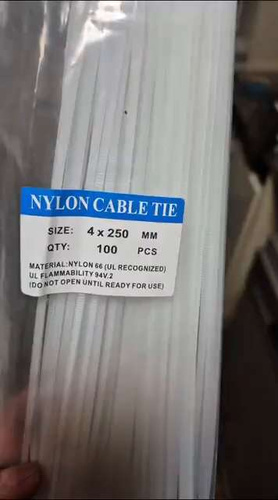 NYLON CABLE TIE
SIZE: 4 x 250 MM
QTY: 100 PCS
MATERIAL:NYLON 66 (UL RECOGNIZED)
UL FLAMMABILITY 94V.2
(DO NOT OPEN UNTIL READY FOR USE)